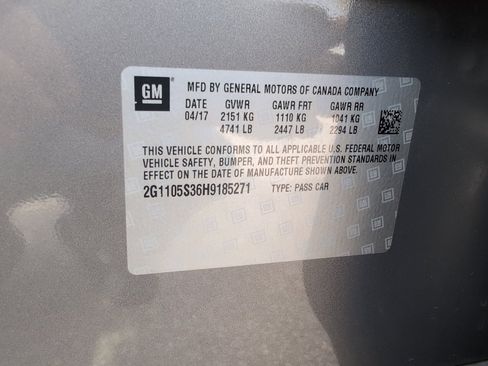 GM
MFD BY GENERAL MOTORS OF CANADA COMPANY
DATE GVWR GAWR FRT GAWR RR
04/17 2151 KG 1110 KG 1041 KG
4741 LB 2447 LB 2294 LB
THIS VEHICLE CONFORMS TO ALL APPLICABLE U.S. FEDERAL MOTOR
VEHICLE SAFETY, BUMPER, AND THEFT PREVENTION STANDARDS IN
EFFECT ON THE DATE OF MANUFACTURE SHOWN ABOVE.
2G1105S36H9185271 TYPE: PASS CAR